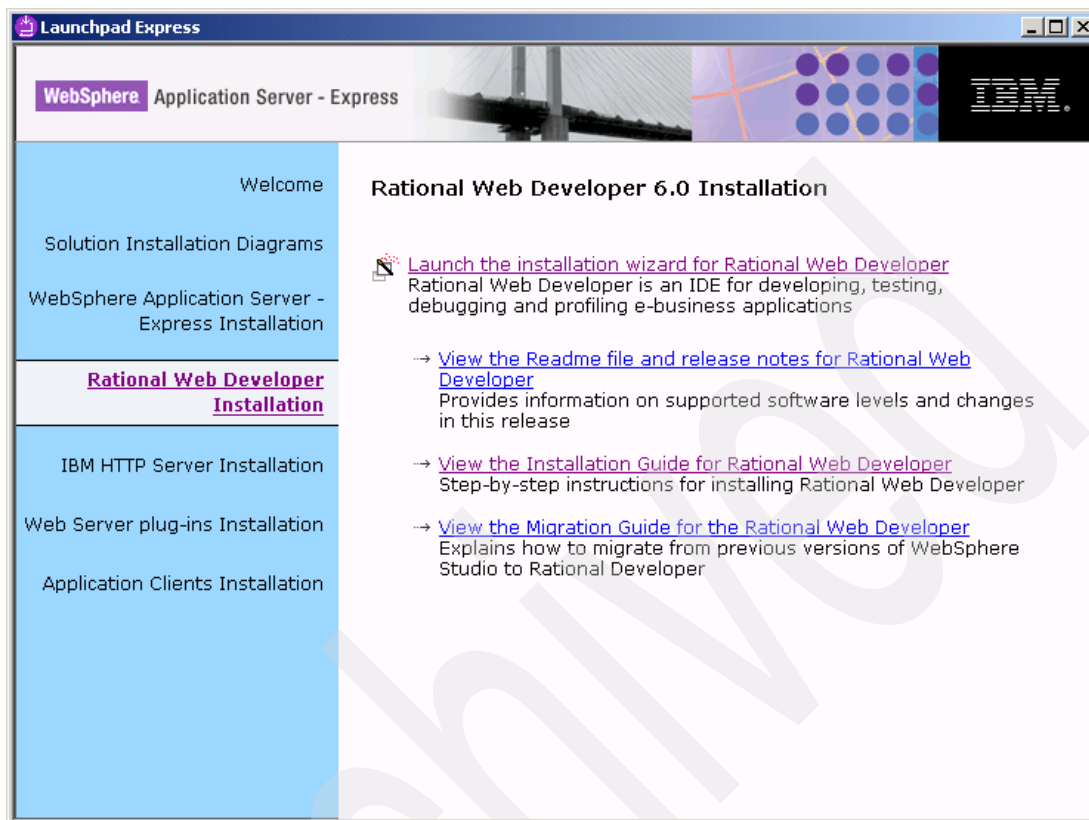 Launchpad Express
WebSphere Application Server - Express
IBM.
Welcome
Solution Installation Diagrams
WebSphere Application Server -
Express Installation
Rational Web Developer
Installation
IBM HTTP Server Installation
Web Server plug-ins Installation
Application Clients Installation
Rational Web Developer 6.0 Installation
Launch the installation wizard for Rational Web Developer
Rational Web Developer is an IDE for developing, testing,
debugging and profiling e-business applications
View the Readme file and release notes for Rational Web
Developer
Provides information on supported software levels and changes
in this release
View the Installation Guide for Rational Web Developer
Step-by-step instructions for installing Rational Web Developer
View the Migration Guide for the Rational Web Developer
Explains how to migrate from previous versions of WebSphere
Studio to Rational Developer
hived